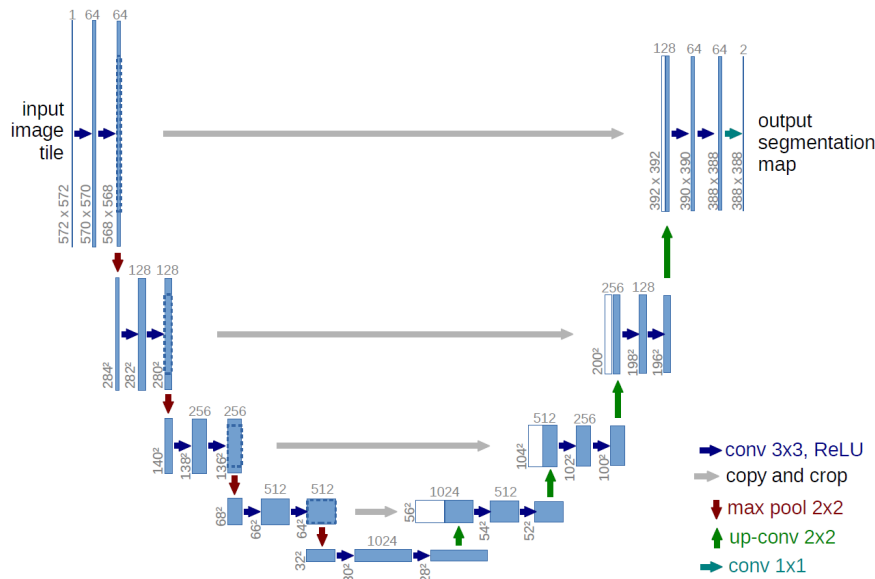 1
64
64
input
image
tile
572 x 572
570 x 570
568 x 568
128
64
64
2
output
segmentation
map
392 x 392
390 x 390
388 x 388
388 x 388
128
128
284²
282²
280²
256
128
200²
198²
196²
256
256
140²
138²
136²
512
256
104²
102²
100²
512
512
68²
66²
64²
1024
512
56²
54²
52²
1024
32²
30²
28²
conv 3x3, ReLU
copy and crop
max pool 2x2
up-conv 2x2
conv 1x1